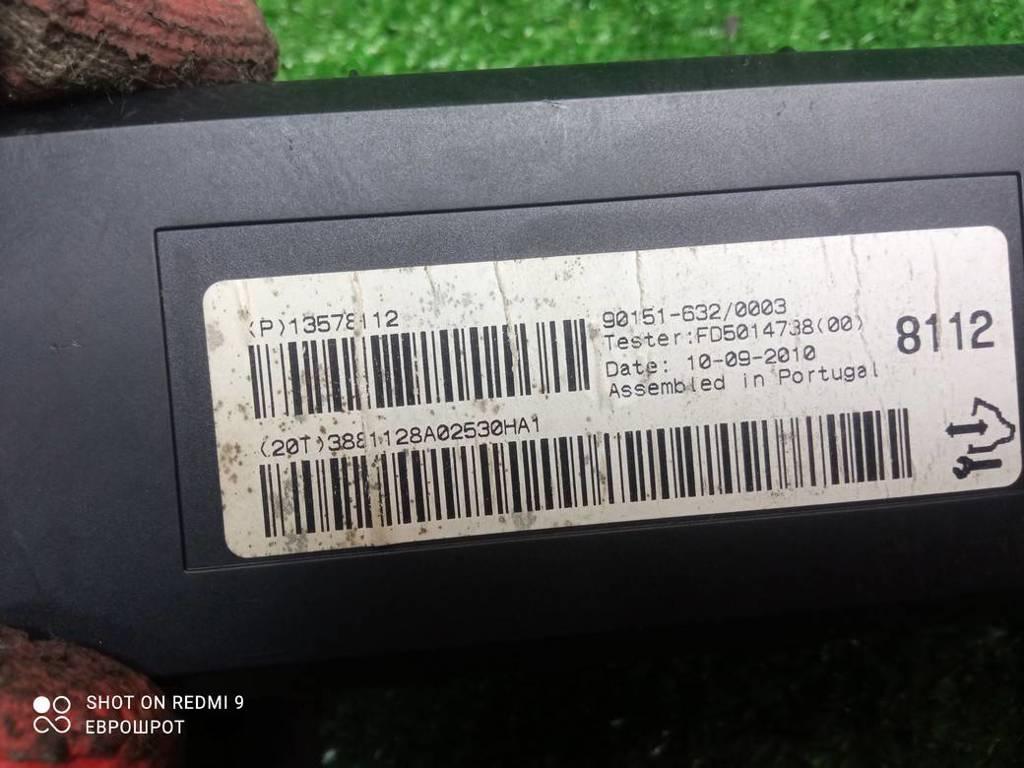 (P)13578112
90151-632/0003
Tester:FD5014738(00)
Date: 10-09-2010
Assembled in Portugal
8112
(20T)3881128A02530HA1
SHOT ON REDMI 9
ЕВРОШРОТ